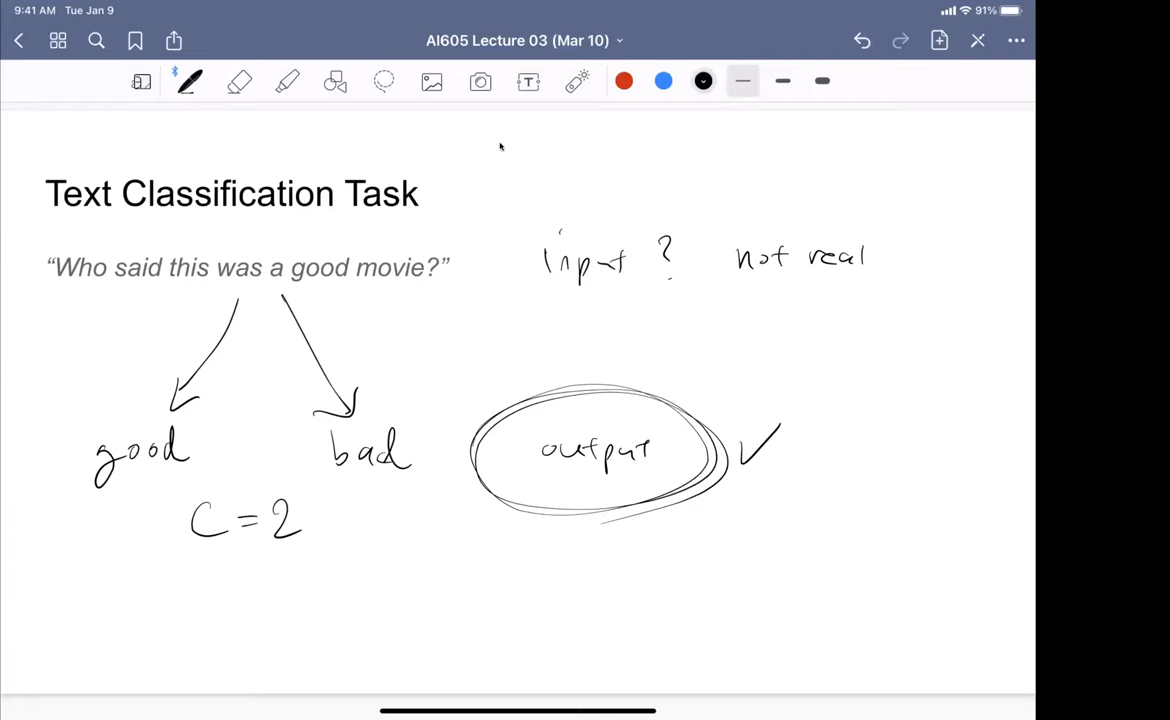 9:41 AM Tue Jan 9
91%
AI605 Lecture 03 (Mar 10)
T
Text Classification Task
“Who said this was a good movie?”
input ? not real
good bad output
C = 2